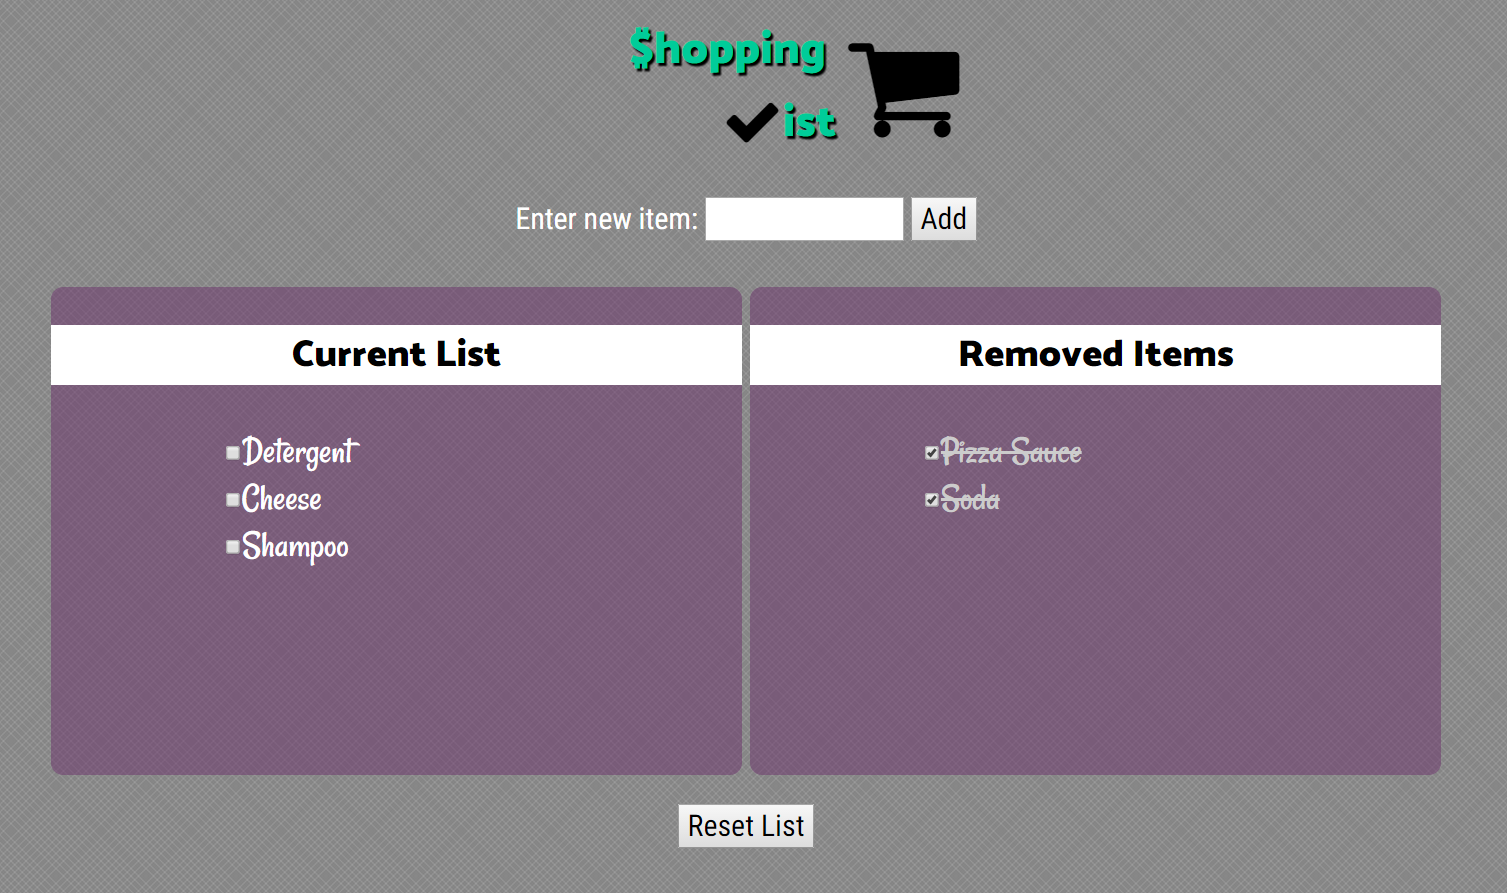 $hopping
ist
Enter new item: Add
Current List
Detergent
Cheese
Shampoo
Removed Items
Pizza Sauce
Soda
Reset List